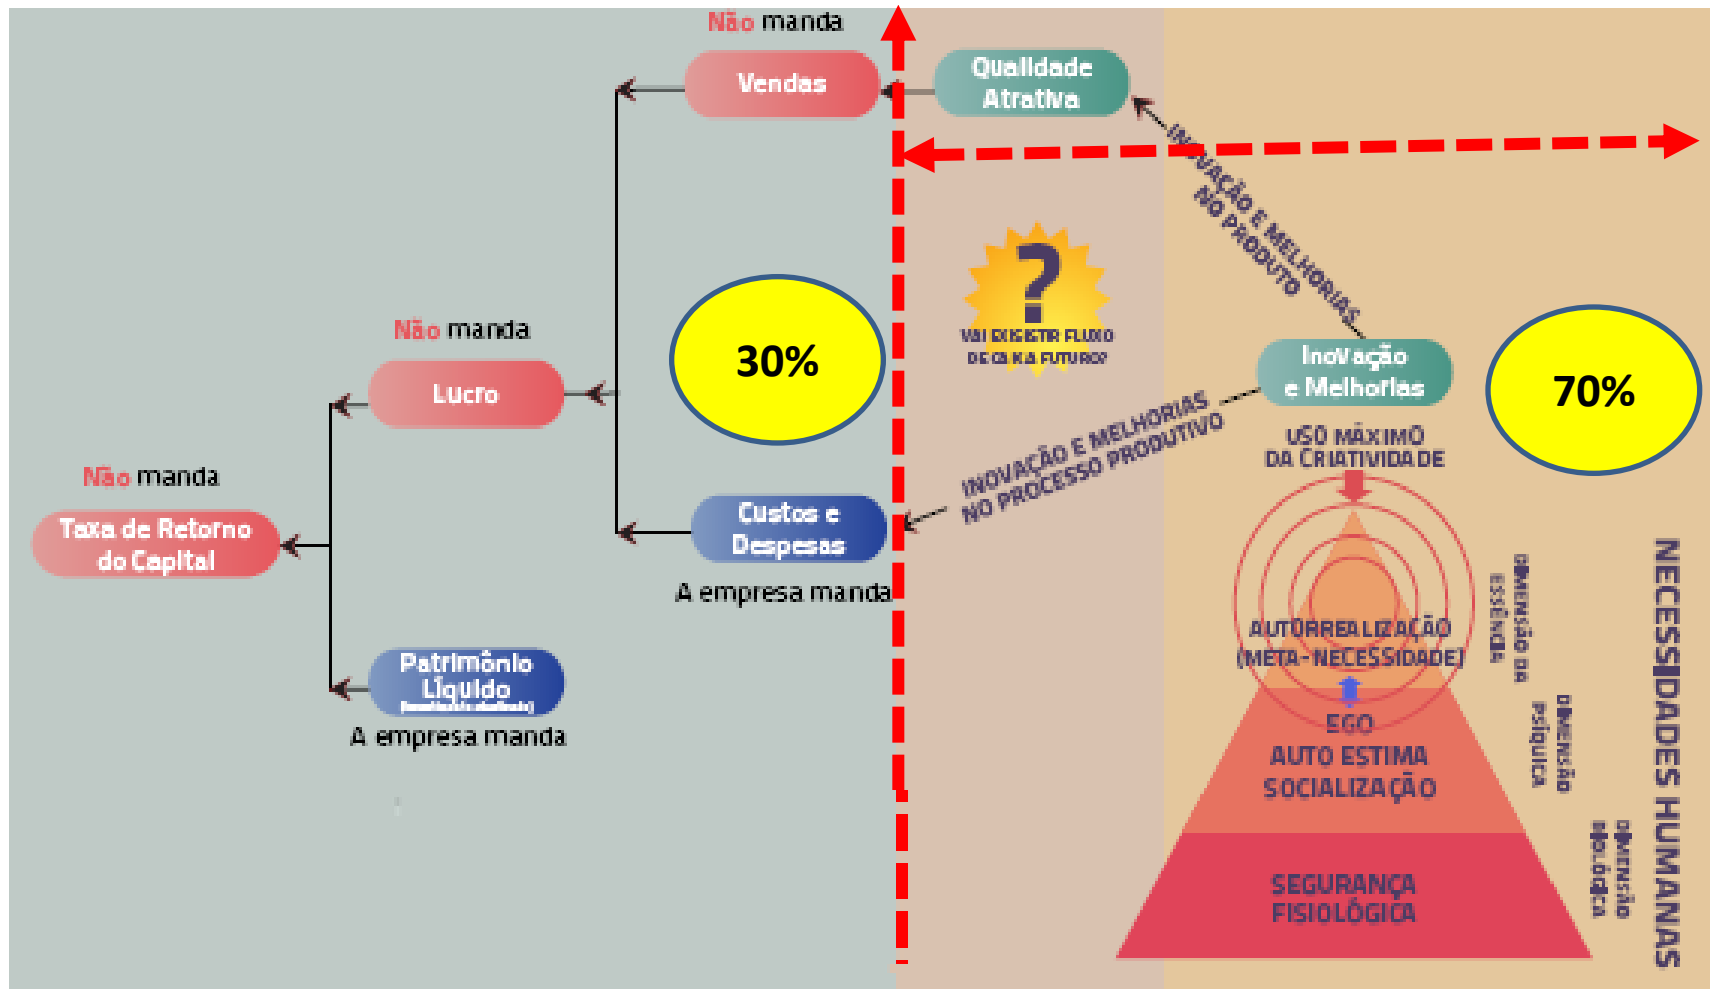 Não manda
Vendas
Qualidade
Atrativa
INOVAÇÃO E MELHORIAS
NO PRODUTO
?
VAI EXISISTIR FLUXO
DE CAIXA FUTURO?
Não manda
Lucro
30%
Inovação
e Melhorias
70%
INOVAÇÃO E MELHORIAS
NO PROCESSO PRODUTIVO
USO MÁXIMO
DA CRIATIVIDADE
Não manda
Taxa de Retorno
do Capital
Custos e
Despesas
A empresa manda
Patrimônio
Líquido
A empresa manda
AUTORREALIZAÇÃO
(META-NECESSIDADE)
EGO
AUTO ESTIMA
SOCIALIZAÇÃO
SEGURANÇA
FISIOLÓGICA
DIMENSÃO DA
ESSÊNCIA
DIMENSÃO
PSÍQUICA
DIMENSÃO
BIOLÓGICA
NECESSIDADES HUMANAS